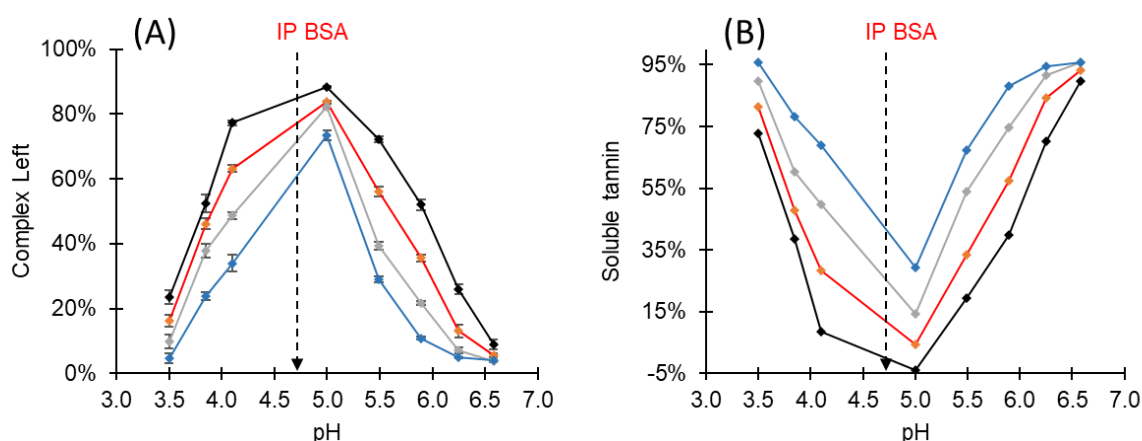 (A)
IP BSA
Complex Left
100%
80%
60%
40%
20%
0%
3.0 3.5 4.0 4.5 5.0 5.5 6.0 6.5 7.0
pH
(B)
IP BSA
Soluble tannin
95%
75%
55%
35%
15%
-5%
3.0 3.5 4.0 4.5 5.0 5.5 6.0 6.5 7.0
pH